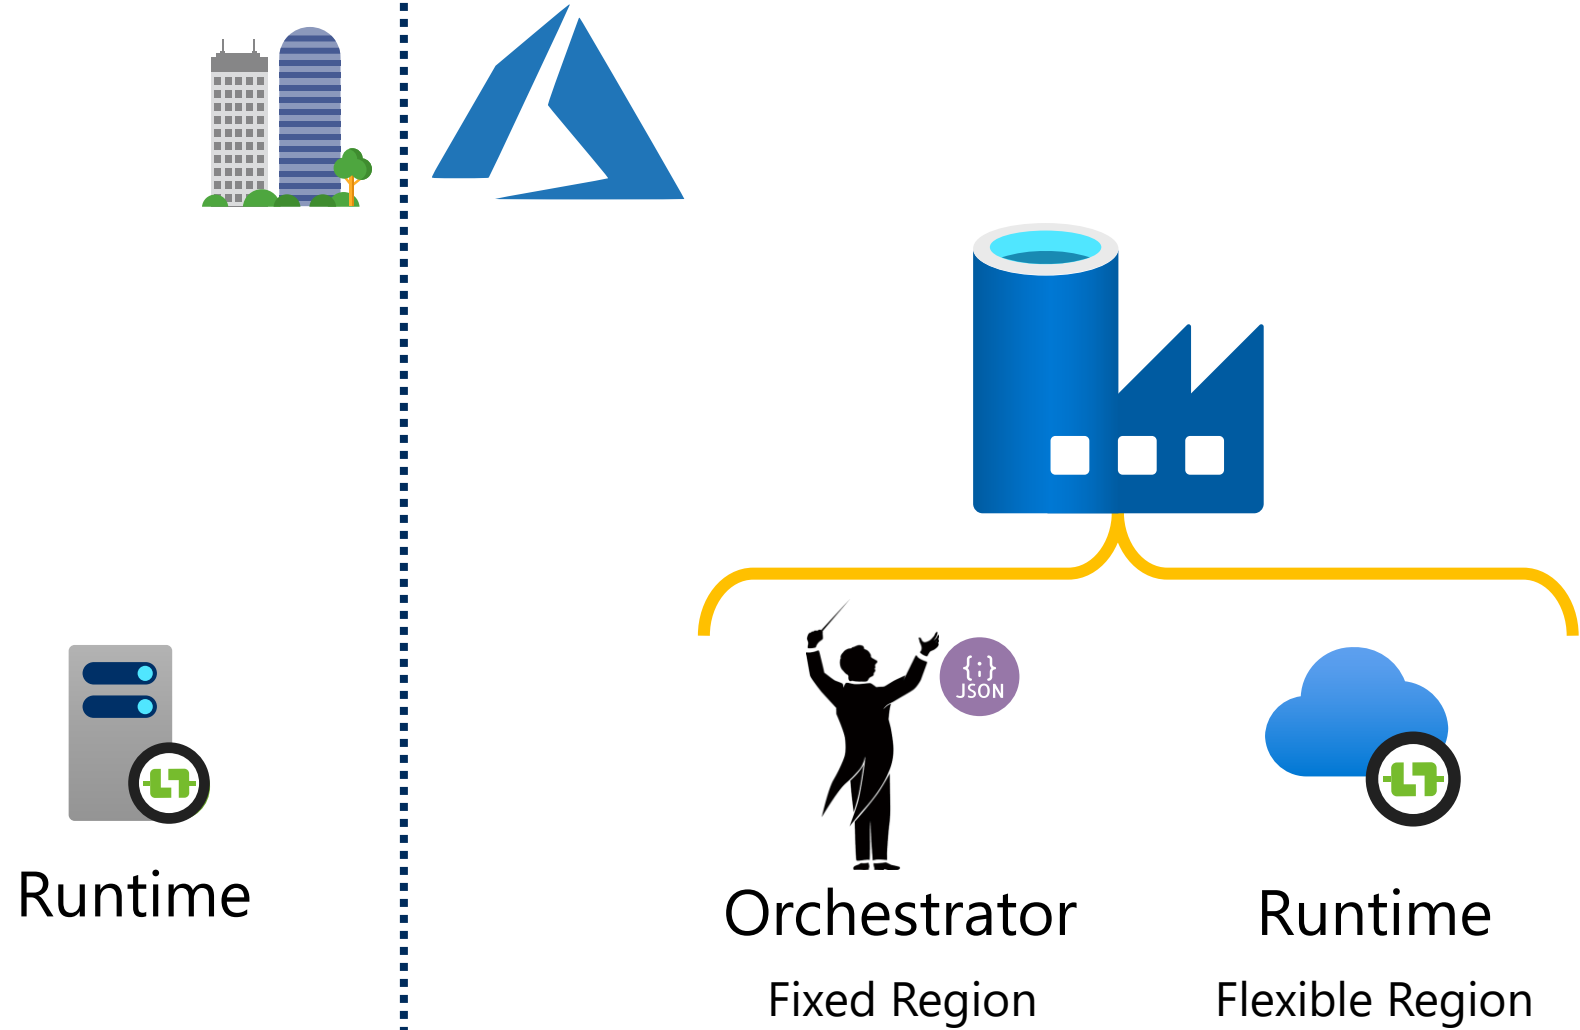 {;}
JSON
Runtime
Orchestrator
Runtime
Fixed Region
Flexible Region